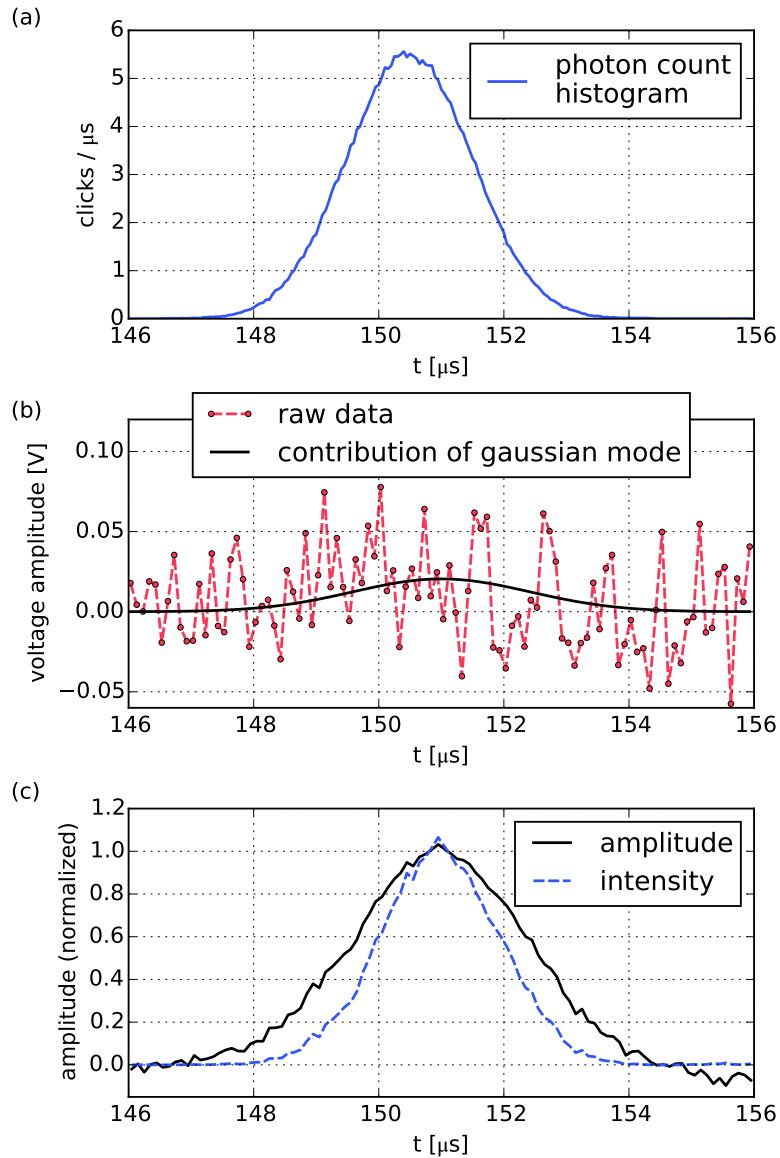 (a)
6
5
4
3
2
1
0
clicks / μs
photon count
histogram
146 148 150 152 154 156
t [μs]
(b)
0.10
0.05
0.00
−0.05
voltage amplitude [V]
raw data
contribution of gaussian mode
146 148 150 152 154 156
t [μs]
(c)
1.2
1.0
0.8
0.6
0.4
0.2
0.0
amplitude (normalized)
amplitude
intensity
146 148 150 152 154 156
t [μs]